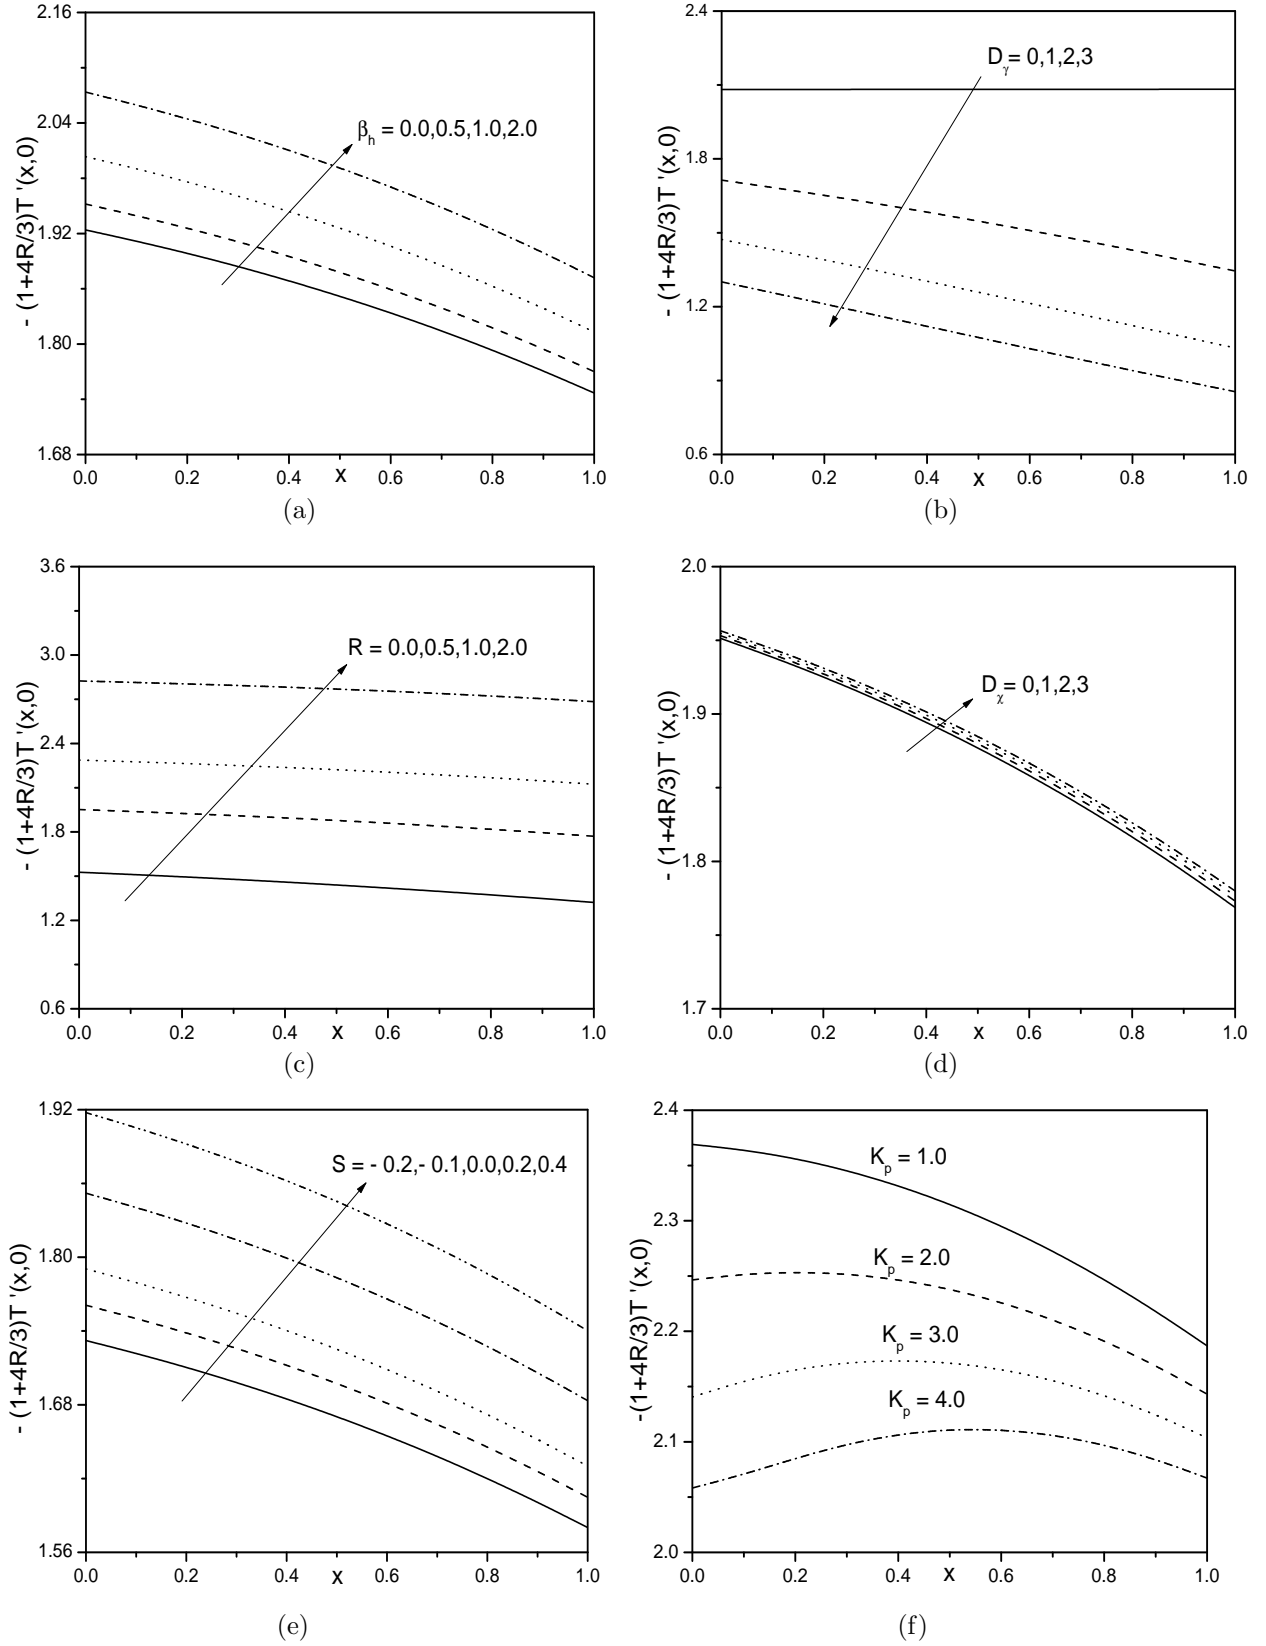 2.16
2.04
1.92
1.80
1.68
- (1+4R/3)T '(x,0)
βh = 0.0,0.5,1.0,2.0
0.0 0.2 0.4 0.6 0.8 1.0
x
(a)
2.4
1.8
1.2
0.6
- (1+4R/3)T '(x,0)
Dγ= 0,1,2,3
0.0 0.2 0.4 0.6 0.8 1.0
x
(b)
3.6
3.0
2.4
1.8
1.2
0.6
- (1+4R/3)T '(x,0)
R = 0.0,0.5,1.0,2.0
0.0 0.2 0.4 0.6 0.8 1.0
x
(c)
2.0
1.9
1.8
1.7
- (1+4R/3)T '(x,0)
Dχ= 0,1,2,3
0.0 0.2 0.4 0.6 0.8 1.0
x
(d)
1.92
1.80
1.68
1.56
- (1+4R/3)T '(x,0)
S = - 0.2,- 0.1,0.0,0.2,0.4
0.0 0.2 0.4 0.6 0.8 1.0
x
(e)
2.4
2.3
2.2
2.1
2.0
-(1+4R/3)T '(x,0)
Kp = 1.0
Kp = 2.0
Kp = 3.0
Kp = 4.0
0.0 0.2 0.4 0.6 0.8 1.0
x
(f)